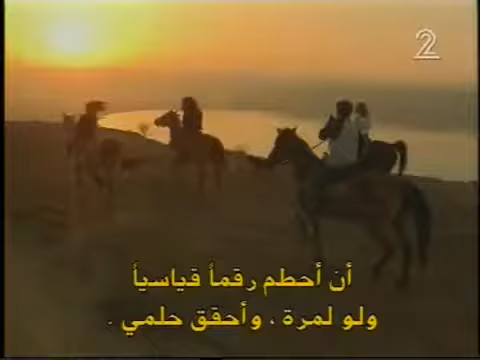 2
أن أحطم رقماً قياسياً
ولو لمرة ، وأحقق حلمي .